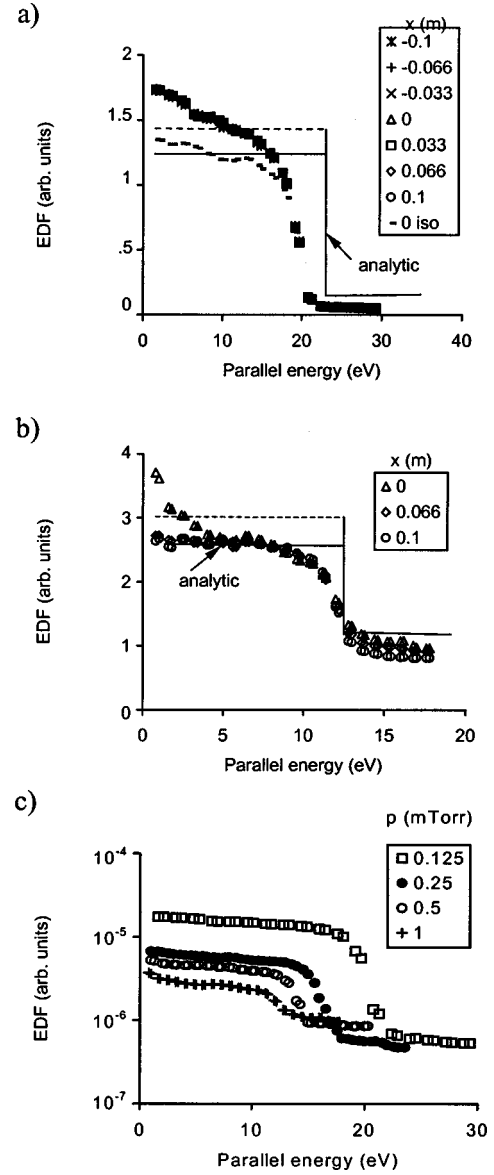 a)
x (m)
-0.1
-0.066
-0.033
0
0.033
0.066
0.1
0 iso
2
1.5
1
.5
0
EDF (arb. units)
analytic
0 10 20 30 40
Parallel energy (eV)
b)
x (m)
0
0.066
0.1
4
3
2
1
0
EDF (arb. units)
analytic
0 5 10 15 20
Parallel energy (eV)
c)
p (mTorr)
0.125
0.25
0.5
1
10-4
10-5
10-6
10-7
EDF (arb. units)
0 10 20 30
Parallel energy (eV)